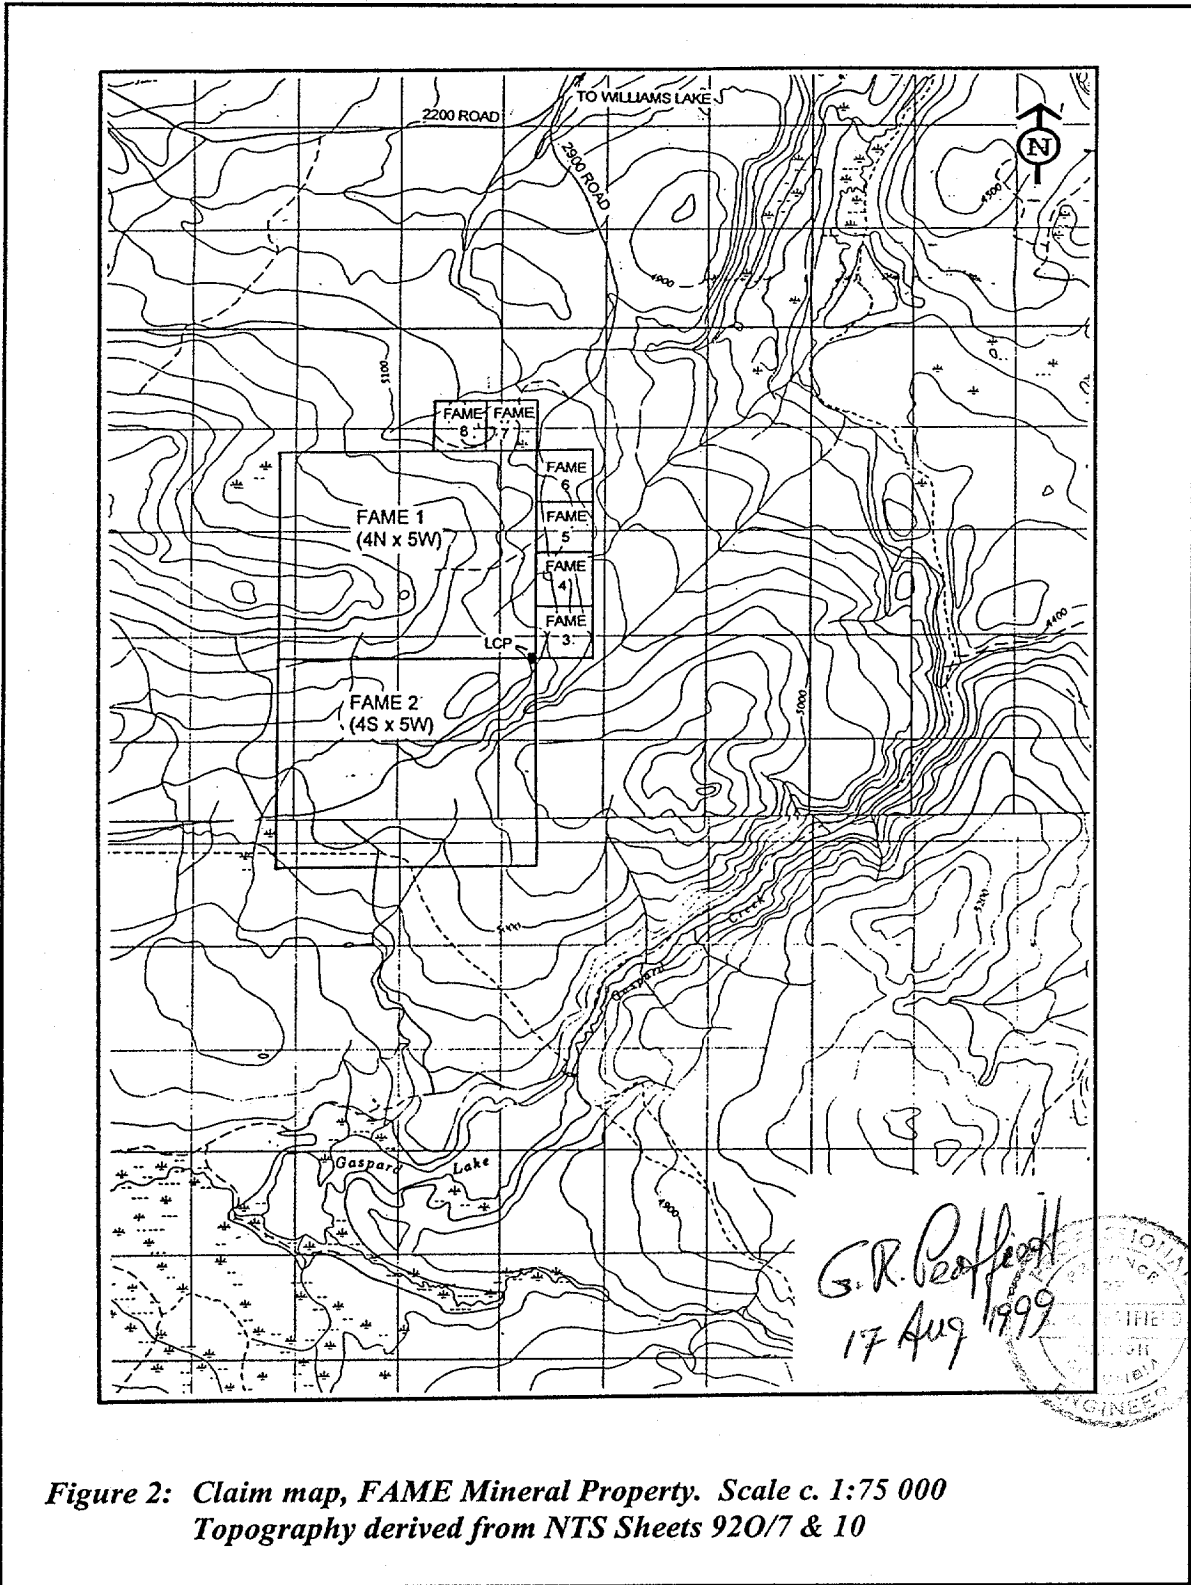 TO WILLIAMS LAKE
2200 ROAD
2900 ROAD
N
4500
4900
5100
FAME 8
FAME 7
FAME 6
FAME 1
(4N x 5W)
FAME 5
FAME 4
FAME 3
LCP
4400
FAME 2
(4S x 5W)
5000
5200
Creek
Gaspard
Gaspard Lake
4900
17 Aug 1999
PROVINCE
OF
ENGINEER
Figure 2: Claim map, FAME Mineral Property. Scale c. 1:75 000
Topography derived from NTS Sheets 92O/7 & 10